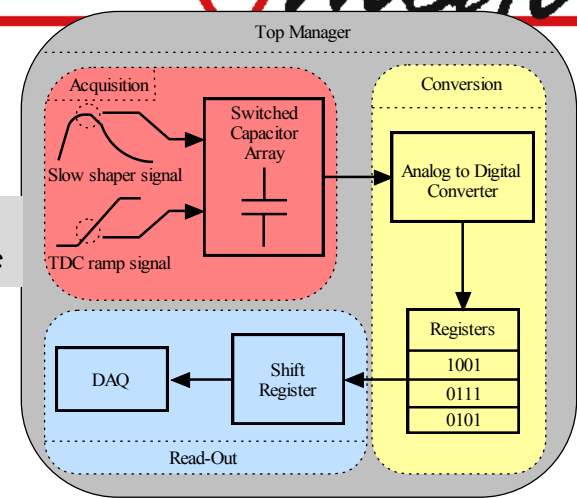 Top Manager
Acquisition
Conversion
Switched
Capacitor
Array
Slow shaper signal
TDC ramp signal
Analog to Digital
Converter
Registers
1001
0111
0101
Shift
Register
DAQ
Read-Out